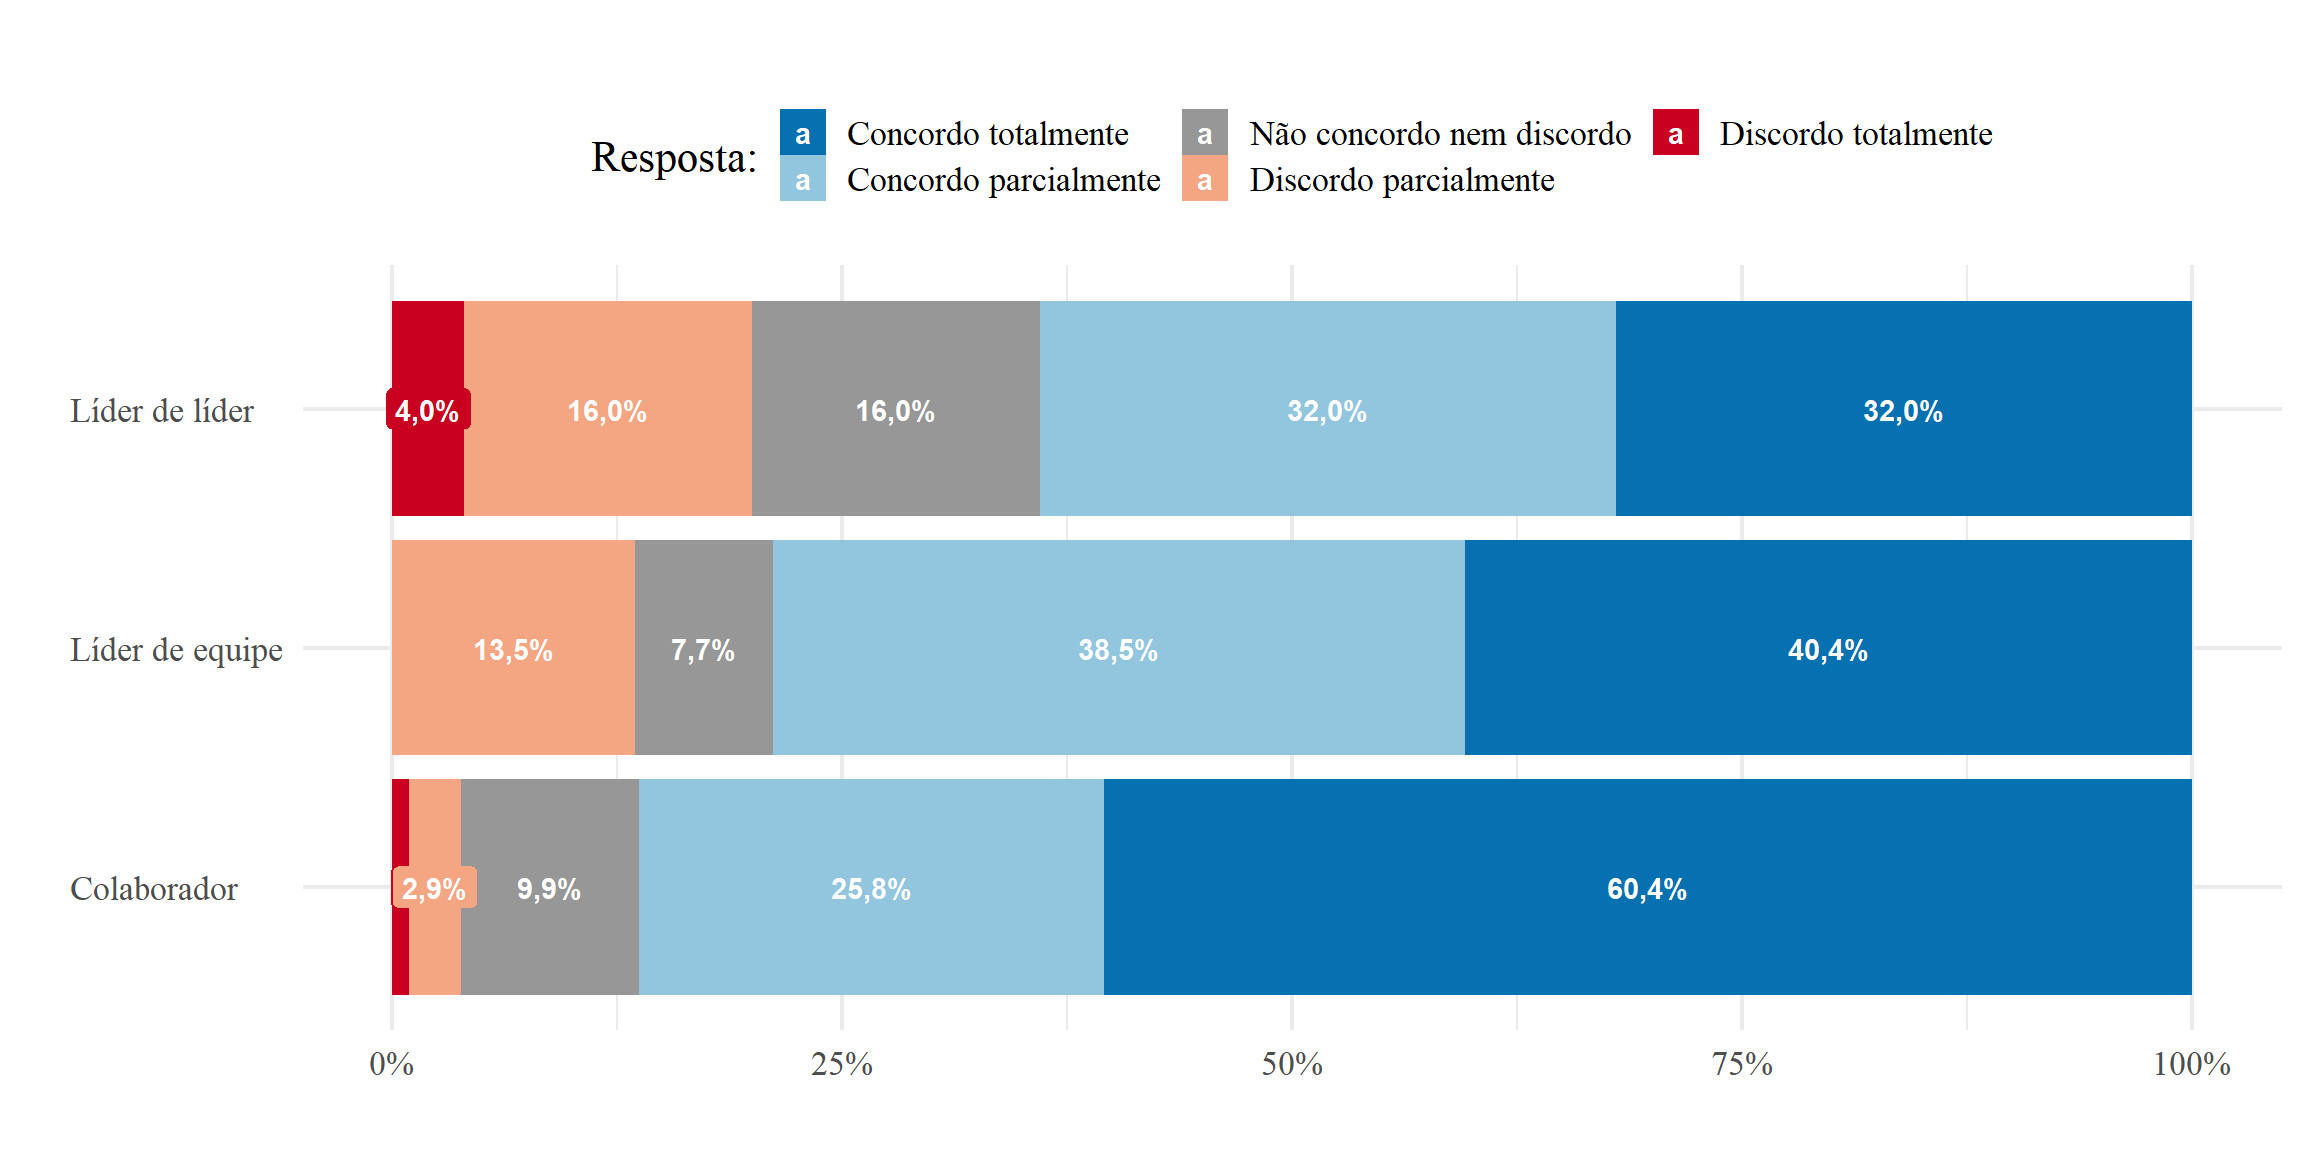 Resposta:
a Concordo totalmente a Não concordo nem discordo a Discordo totalmente
a Concordo parcialmente a Discordo parcialmente
Líder de líder 4,0% 16,0% 16,0% 32,0% 32,0%
Líder de equipe 13,5% 7,7% 38,5% 40,4%
Colaborador 2,9% 9,9% 25,8% 60,4%
0% 25% 50% 75% 100%